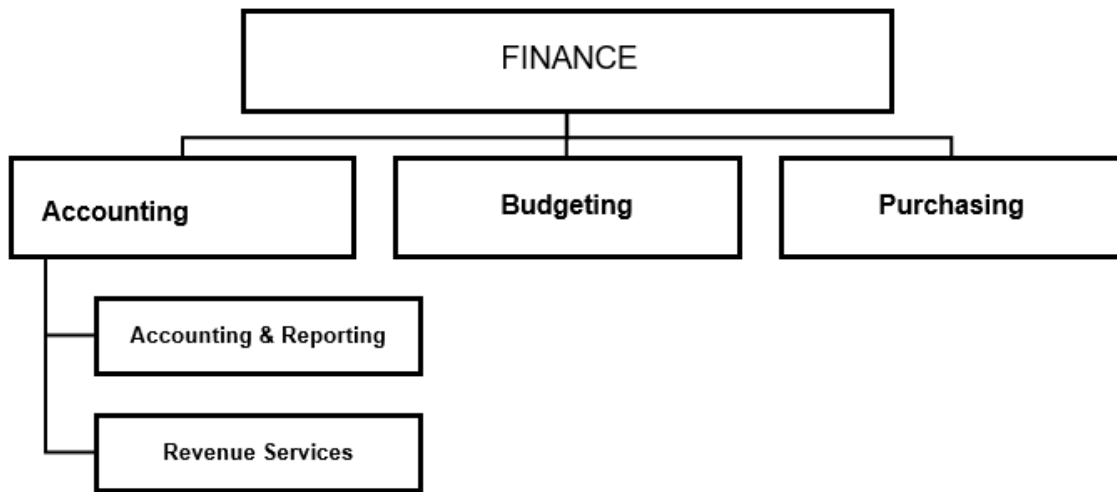 FINANCE
Accounting
Budgeting
Purchasing
Accounting & Reporting
Revenue Services